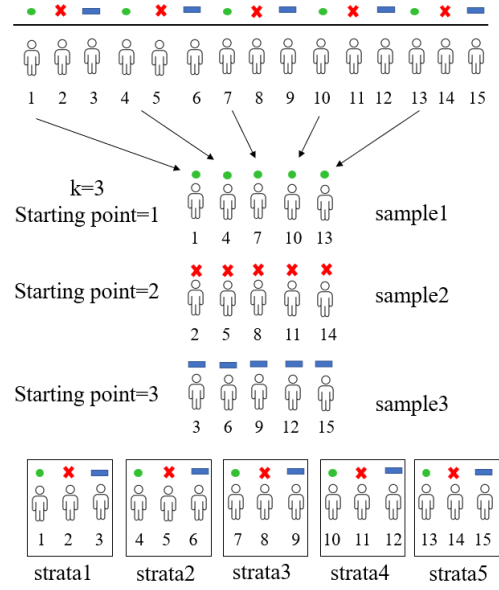 1 2 3 4 5 6 7 8 9 10 11 12 13 14 15
k=3
Starting point=1
sample1
1 4 7 10 13
Starting point=2
sample2
2 5 8 11 14
Starting point=3
sample3
3 6 9 12 15
1 2 3 4 5 6 7 8 9 10 11 12 13 14 15
strata1 strata2 strata3 strata4 strata5